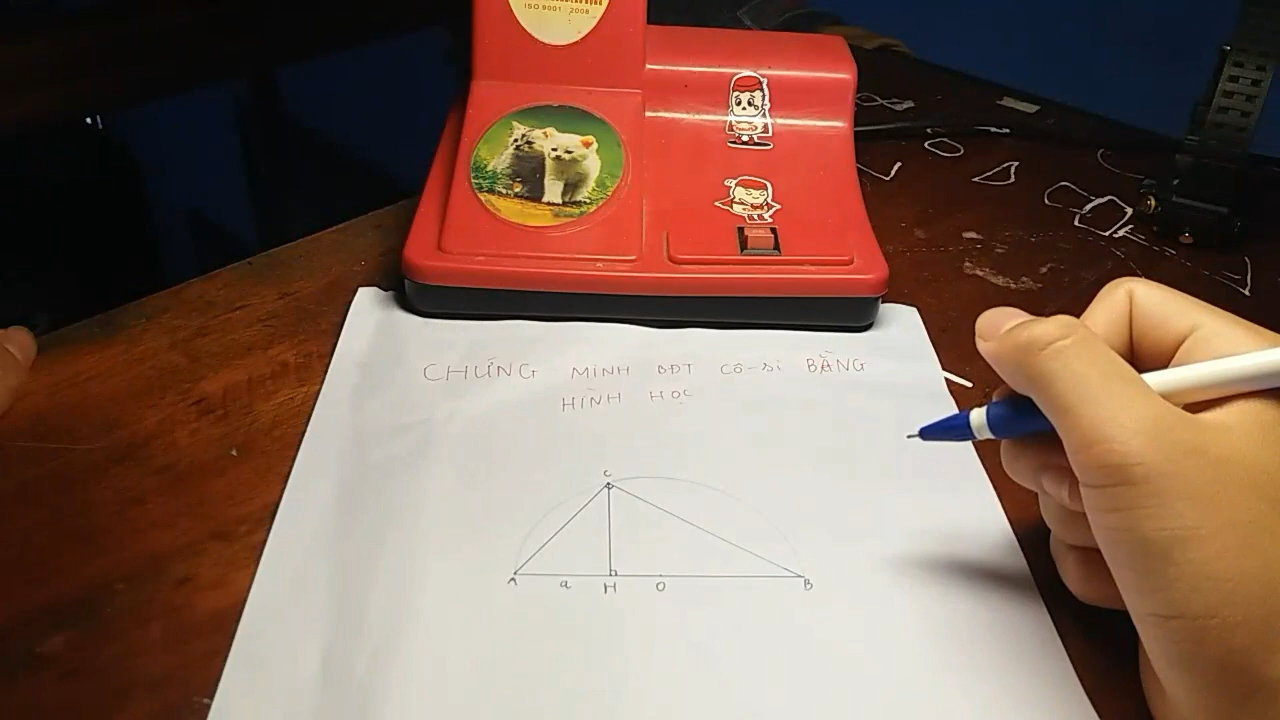 ISO 9001 : 2008
CHỨNG MINH BĐT CÔ-SI BẰNG
HÌNH HỌC
C
A a H O B